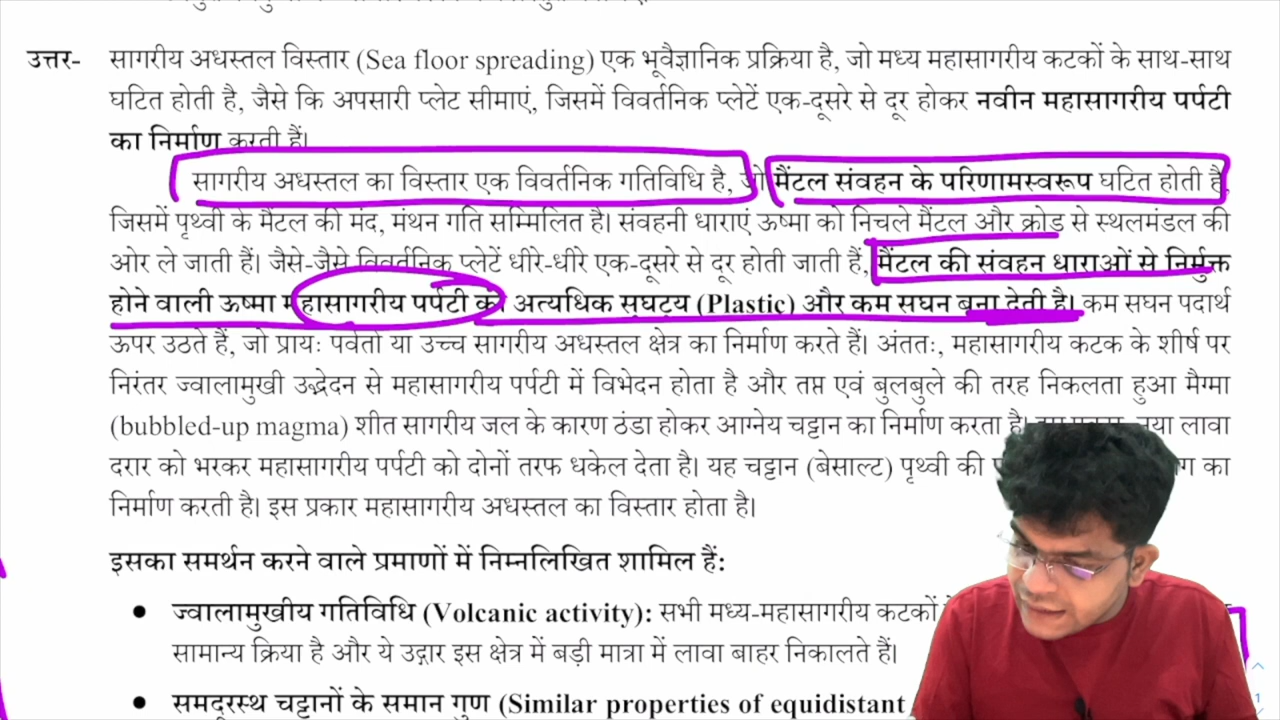 उत्तर- सागरीय अधस्तल विस्तार (Sea floor spreading) एक भूवैज्ञानिक प्रक्रिया है, जो मध्य महासागरीय कटकों के साथ-साथ
घटित होती है, जैसे कि अपसारी प्लेट सीमाएं, जिसमें विवर्तनिक प्लेटें एक-दूसरे से दूर होकर नवीन महासागरीय पर्पटी
का निर्माण करती हैं।
सागरीय अधस्तल का विस्तार एक विवर्तनिक गतिविधि है, जो मैंटल संवहन के परिणामस्वरूप घटित होती है,
जिसमें पृथ्वी के मैंटल की मंद, मंथन गति सम्मिलित है। संवहनी धाराएं ऊष्मा को निचले मैंटल और क्रोड से स्थलमंडल की
ओर ले जाती हैं। जैसे-जैसे विवर्तनिक प्लेटें धीरे-धीरे एक-दूसरे से दूर होती जाती हैं, मैंटल की संवहन धाराओं से निर्मुक्त
होने वाली ऊष्मा महासागरीय पर्पटी को अत्यधिक सुघट्य (Plastic) और कम सघन बना देती है। कम सघन पदार्थ
ऊपर उठते हैं, जो प्रायः पर्वतों या उच्च सागरीय अधस्तल क्षेत्र का निर्माण करते हैं। अंततः, महासागरीय कटक के शीर्ष पर
निरंतर ज्वालामुखी उद्भेदन से महासागरीय पर्पटी में विभेदन होता है और तप्त एवं बुलबुले की तरह निकलता हुआ मैग्मा
(bubbled-up magma) शीत सागरीय जल के कारण ठंडा होकर आग्नेय चट्टान का निर्माण करता है। लावा
दरार को भरकर महासागरीय पर्पटी को दोनों तरफ धकेल देता है। यह चट्टान (बेसाल्ट) पृथ्वी की का
निर्माण करती है। इस प्रकार महासागरीय अधस्तल का विस्तार होता है।
इसका समर्थन करने वाले प्रमाणों में निम्नलिखित शामिल हैं:
● ज्वालामुखीय गतिविधि (Volcanic activity): सभी मध्य-महासागरीय कटकों
सामान्य क्रिया है और ये उद्गार इस क्षेत्र में बड़ी मात्रा में लावा बाहर निकालते हैं।
● समदूरस्थ चट्टानों के समान गुण (Similar properties of equidistant
1